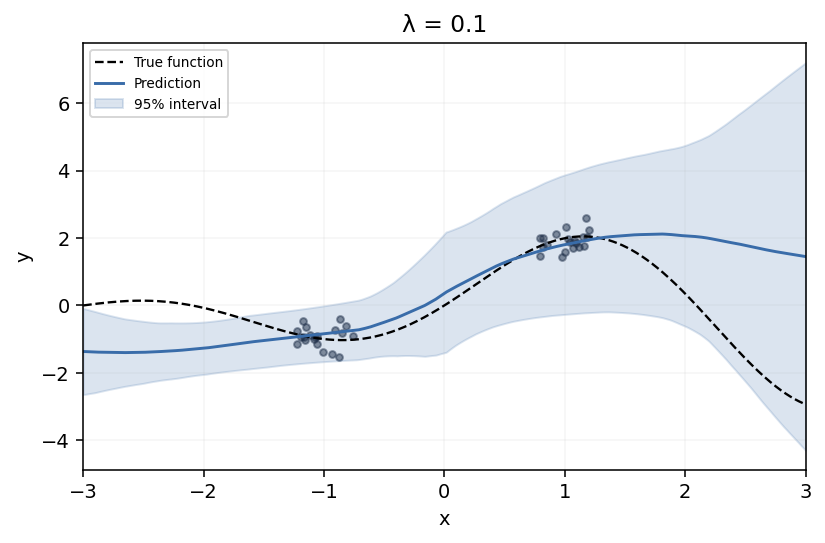 λ = 0.1
True function
Prediction
95% interval
y
6
4
2
0
−2
−4
−3 −2 −1 0 1 2 3
x